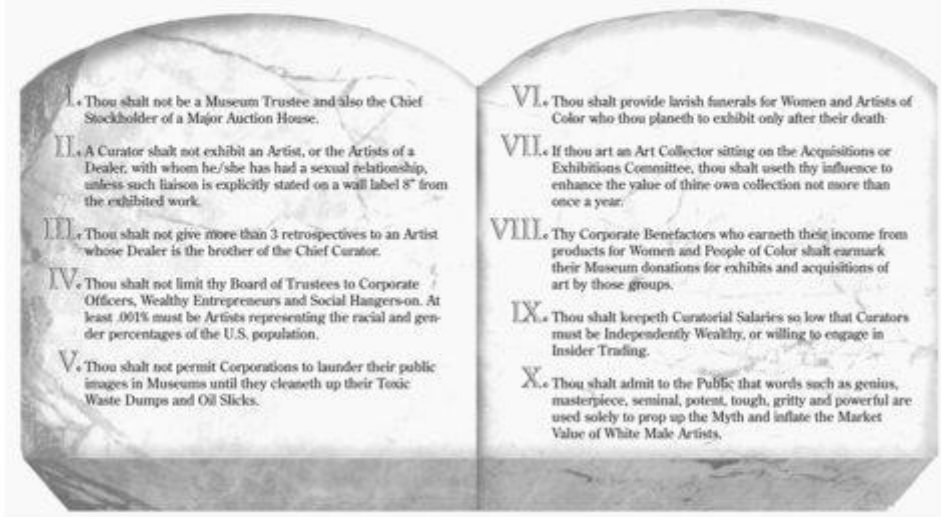 I. Thou shalt not be a Museum Trustee and also the Chief
Stockholder of a Major Auction House.
II. A Curator shall not exhibit an Artist, or the Artists of a
Dealer, with whom he/she has had a sexual relationship,
unless such liaison is explicitly stated on a wall label 8" from
the exhibited work.
III. Thou shalt not give more than 3 retrospectives to an Artist
whose Dealer is the brother of the Chief Curator.
IV. Thou shalt not limit thy Board of Trustees to Corporate
Officers, Wealthy Entrepreneurs and Social Hangers-on. At
least .001% must be Artists representing the racial and gen-
der percentages of the U.S. population.
V. Thou shalt not permit Corporations to launder their public
images in Museums until they cleaneth up their Toxic
Waste Dumps and Oil Slicks.
VI. Thou shalt provide lavish funerals for Women and Artists of
Color who thou planeth to exhibit only after their death
VII. If thou art an Art Collector sitting on the Acquisitions or
Exhibitions Committee, thou shalt useth thy influence to
enhance the value of thine own collection not more than
once a year.
VIII. Thy Corporate Benefactors who earneth their income from
products for Women and People of Color shalt earmark
their Museum donations for exhibits and acquisitions of
art by those groups.
IX. Thou shalt keepeth Curatorial Salaries so low that Curators
must be Independently Wealthy, or willing to engage in
Insider Trading.
X. Thou shalt admit to the Public that words such as genius,
masterpiece, seminal, potent, tough, gritty and powerful are
used solely to prop up the Myth and inflate the Market
Value of White Male Artists.